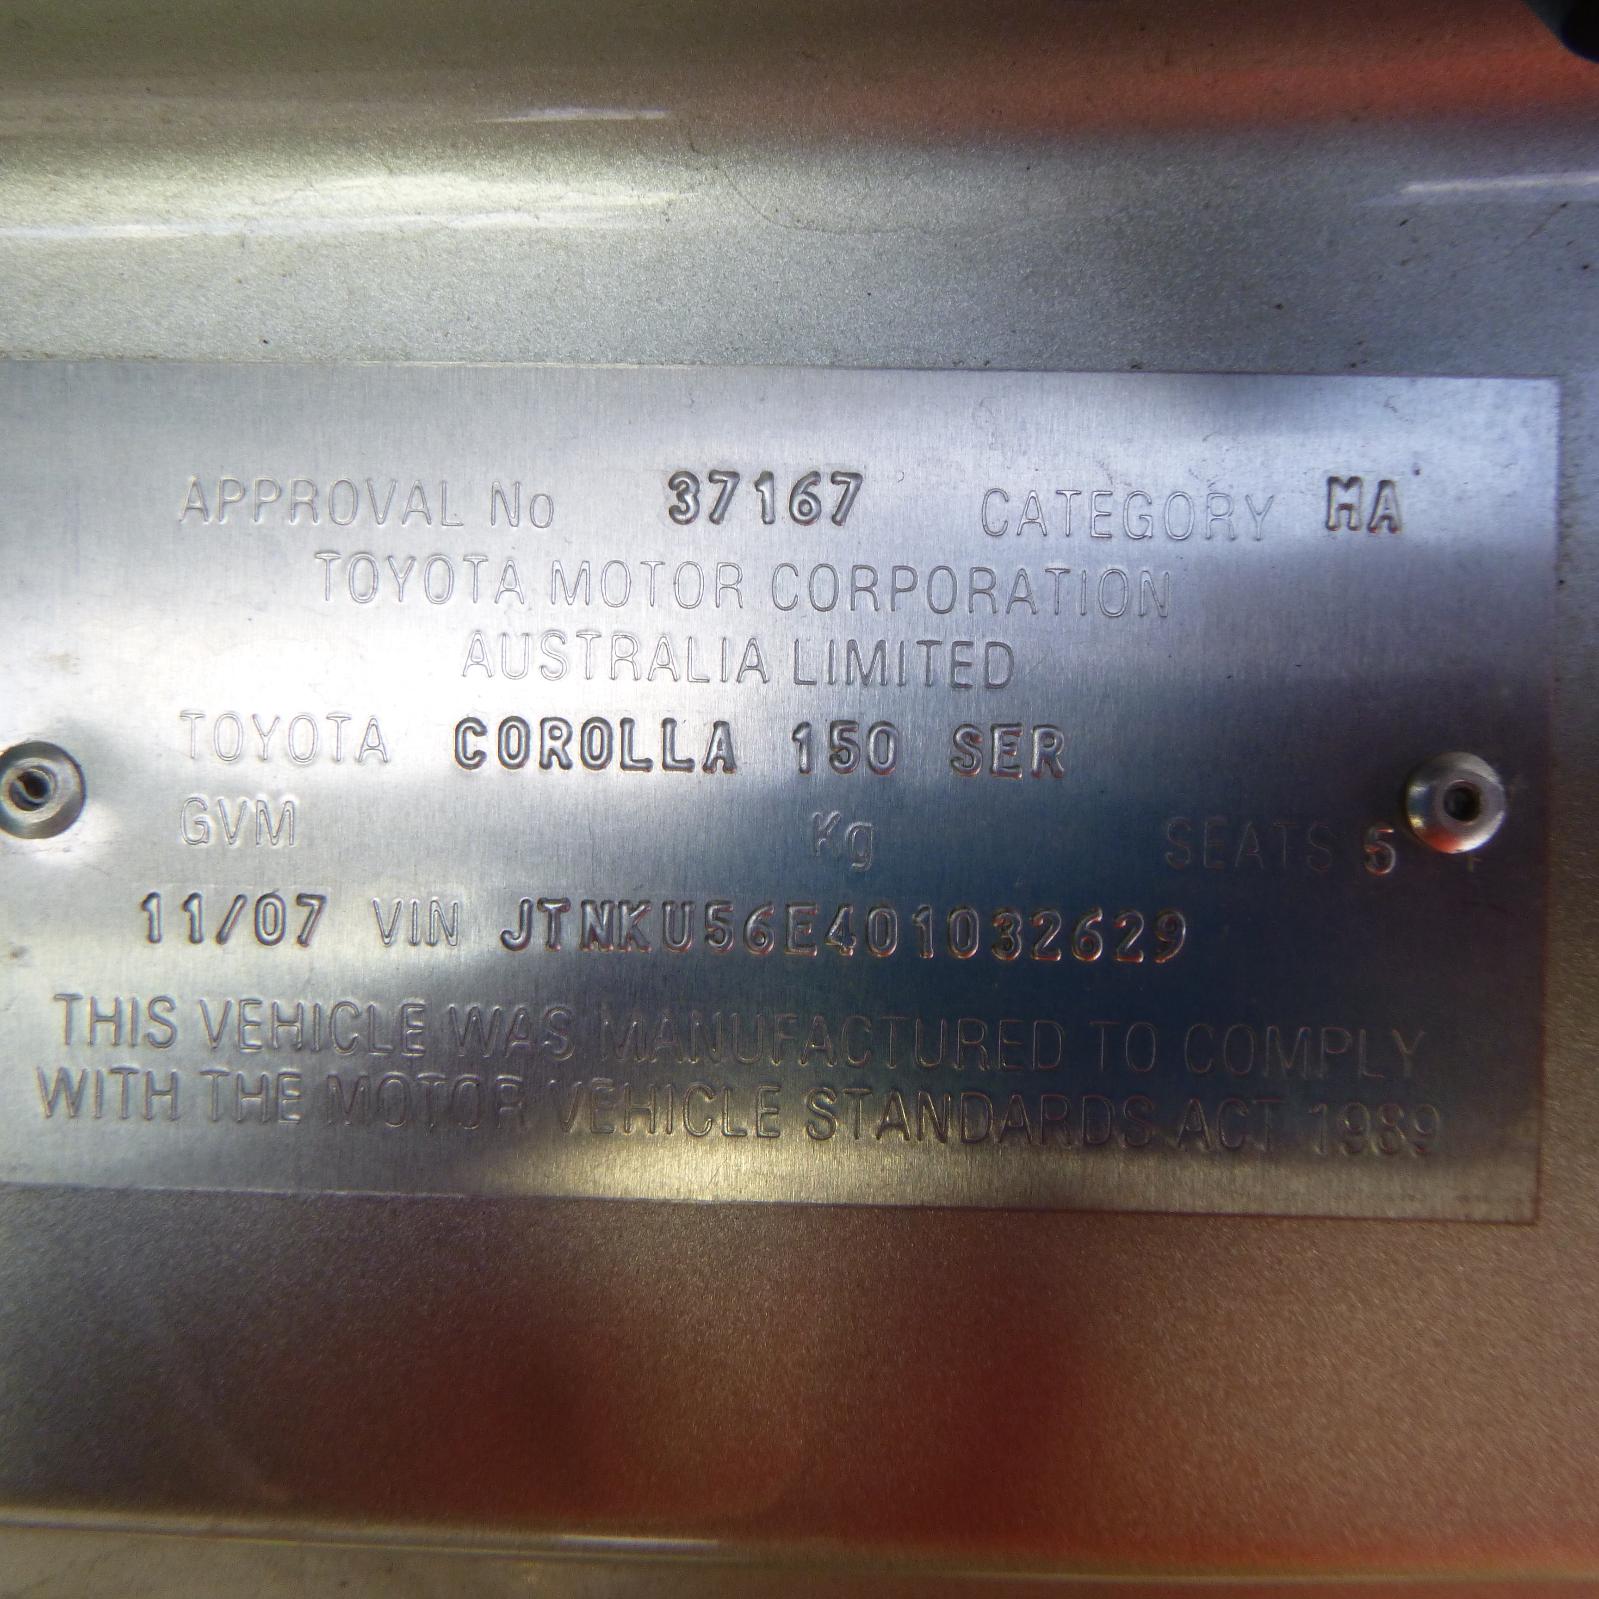 APPROVAL No 37167 CATEGORY MA
TOYOTA MOTOR CORPORATION
AUSTRALIA LIMITED
TOYOTA COROLLA 150 SER
GVM Kg SEATS 5
11/07 VIN JTNKU56E401032629
THIS VEHICLE WAS MANUFACTURED TO COMPLY
WITH THE MOTOR VEHICLE STANDARDS ACT 1989